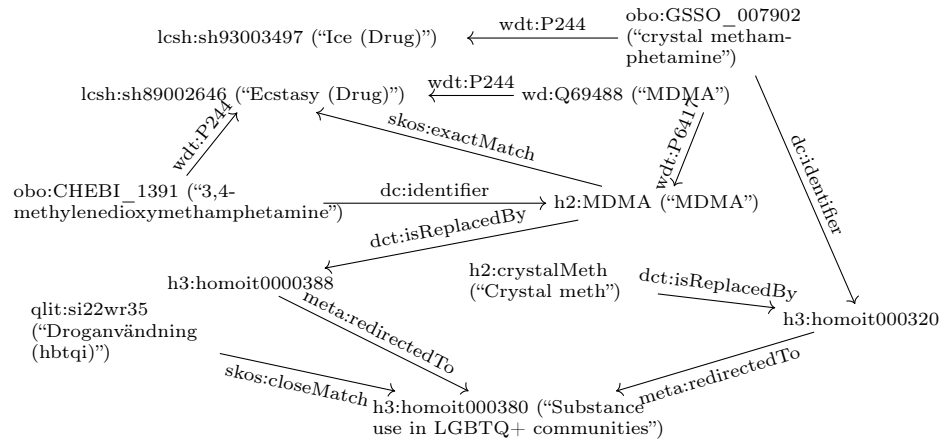 obo:GSSO_007902
lcsh:sh93003497 (“Ice (Drug)”) wdt:P244 (“crystal metham-
phetamine”)
lcsh:sh89002646 (“Ecstasy (Drug)”) wdt:P244 wd:Q69488 (“MDMA”)
wdt:P244
skos:exactMatch
wdt:P6417
dc:identifier
obo:CHEBI_1391 (“3,4-
methylenedioxymethamphetamine”)
dc:identifier
h2:MDMA (“MDMA”)
dct:isReplacedBy
h3:homoit0000388
h2:crystalMeth
(“Crystal meth”)
dct:isReplacedBy
h3:homoit000320
qlit:si22wr35
(“Droganvändning
(hbtqi)”)
meta:redirectedTo
skos:closeMatch
meta:redirectedTo
h3:homoit000380 (“Substance
use in LGBTQ+ communities”)